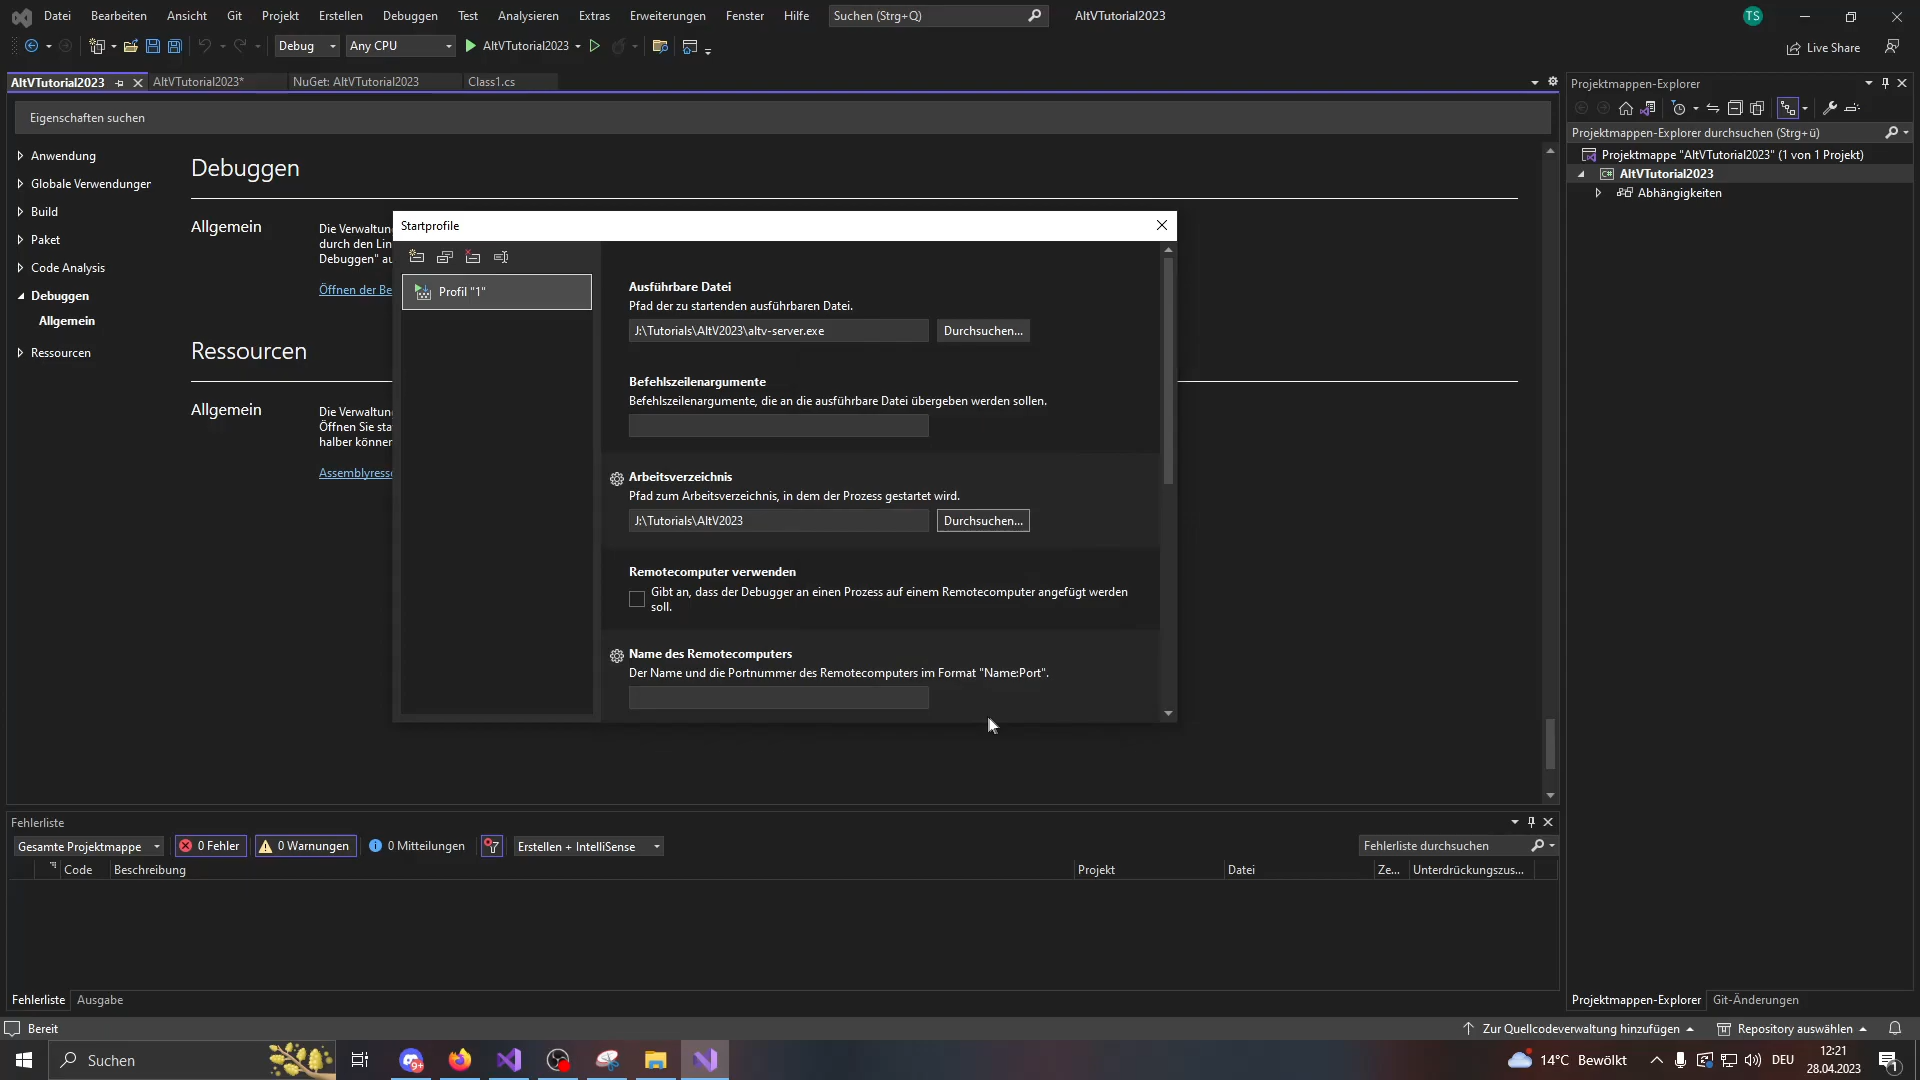 Datei Bearbeiten Ansicht Git Projekt Erstellen Debuggen Test Analysieren Extras Erweiterungen Fenster Hilfe Suchen (Strg+Q) AltVTutorial2023 TS
Debug Any CPU AltVTutorial2023 Live Share
AltVTutorial2023 AltVTutorial2023* NuGet: AltVTutorial2023 Class1.cs
Eigenschaften suchen
Anwendung
Globale Verwendungen
Build
Paket
Code Analysis
Debuggen
Allgemein
Ressourcen
Debuggen
Allgemein
Die Verwaltun
durch den Lin
Debuggen" au
Öffnen der Be
Ressourcen
Allgemein
Die Verwaltun
Öffnen Sie sta
halber können
Assemblyresso
Startprofile
Profil "1"
Ausführbare Datei
Pfad der zu startenden ausführbaren Datei.
J:\Tutorials\AltV2023\altv-server.exe Durchsuchen...
Befehlszeilenargumente
Befehlszeilenargumente, die an die ausführbare Datei übergeben werden sollen.
Arbeitsverzeichnis
Pfad zum Arbeitsverzeichnis, in dem der Prozess gestartet wird.
J:\Tutorials\AltV2023 Durchsuchen...
Remotecomputer verwenden
Gibt an, dass der Debugger an einen Prozess auf einem Remotecomputer angefügt werden
soll.
Name des Remotecomputers
Der Name und die Portnummer des Remotecomputers im Format "Name:Port".
Projektmappen-Explorer
Projektmappen-Explorer durchsuchen (Strg+ü)
Projektmappe "AltVTutorial2023" (1 von 1 Projekt)
C# AltVTutorial2023
Abhängigkeiten
Fehlerliste
Gesamte Projektmappe 0 Fehler 0 Warnungen 0 Mitteilungen Erstellen + IntelliSense Fehlerliste durchsuchen
Code Beschreibung Projekt Datei Ze... Unterdrückungszus...
Fehlerliste Ausgabe
Projektmappen-Explorer Git-Änderungen
Bereit Zur Quellcodeverwaltung hinzufügen Repository auswählen
Suchen 9+ 14°C Bewölkt DEU 12:21
28.04.2023 1